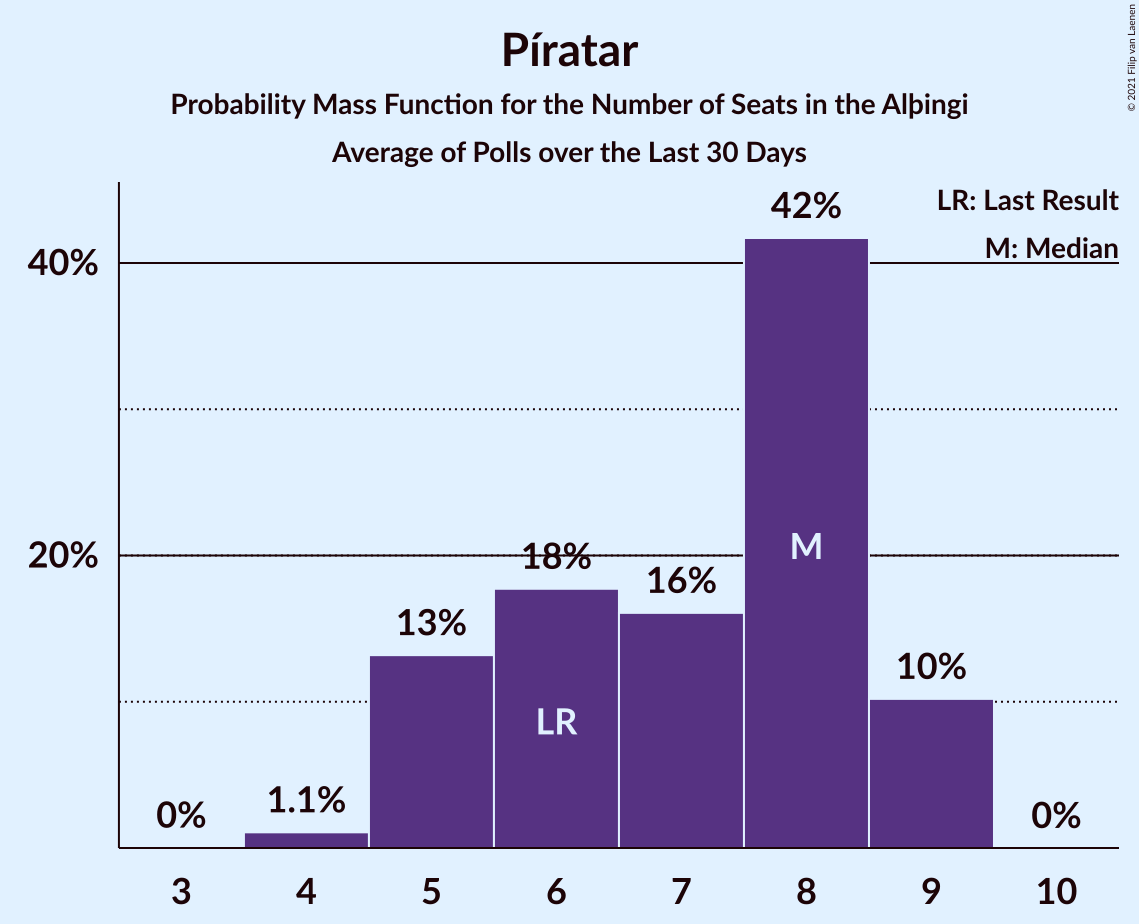 Píratar
Probability Mass Function for the Number of Seats in the Alþingi
Average of Polls over the Last 30 Days
© 2021 Filip van Laenen
LR: Last Result
M: Median
40%
20%
0%
1.1%
13%
18%
16%
42%
10%
0%
LR
M
3 4 5 6 7 8 9 10